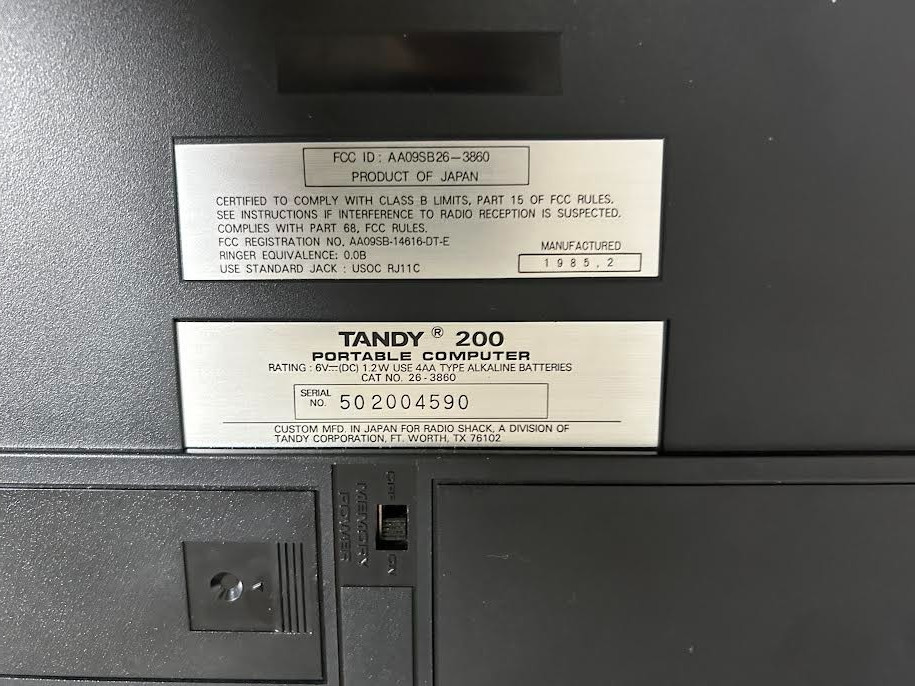 FCC ID : AA09SB26-3860
PRODUCT OF JAPAN
CERTIFIED TO COMPLY WITH CLASS B LIMITS, PART 15 OF FCC RULES.
SEE INSTRUCTIONS IF INTERFERENCE TO RADIO RECEPTION IS SUSPECTED.
COMPLIES WITH PART 68, FCC RULES.
FCC REGISTRATION NO. AA09SB-14616-DT-E
RINGER EQUIVALENCE: 0.0B
USE STANDARD JACK : USOC RJ11C
MANUFACTURED
1985.2
TANDY ® 200
PORTABLE COMPUTER
RATING : 6V⎓(DC) 1.2W USE 4AA TYPE ALKALINE BATTERIES
CAT NO. 26-3860
SERIAL NO. 502004590
CUSTOM MFD. IN JAPAN FOR RADIO SHACK, A DIVISION OF
TANDY CORPORATION, FT. WORTH, TX 76102
OFF
ON
MEMORY
POWER